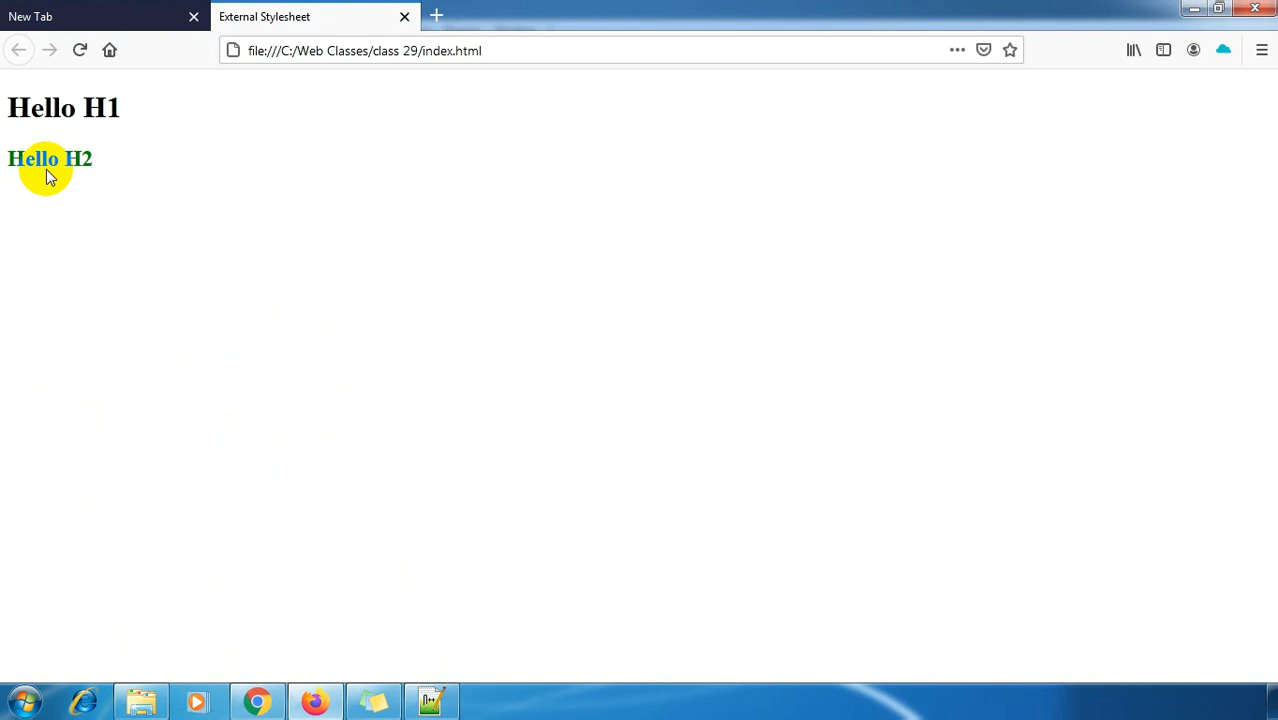 New Tab
External Stylesheet
file:///C:/Web Classes/class 29/index.html
Hello H1
Hello H2